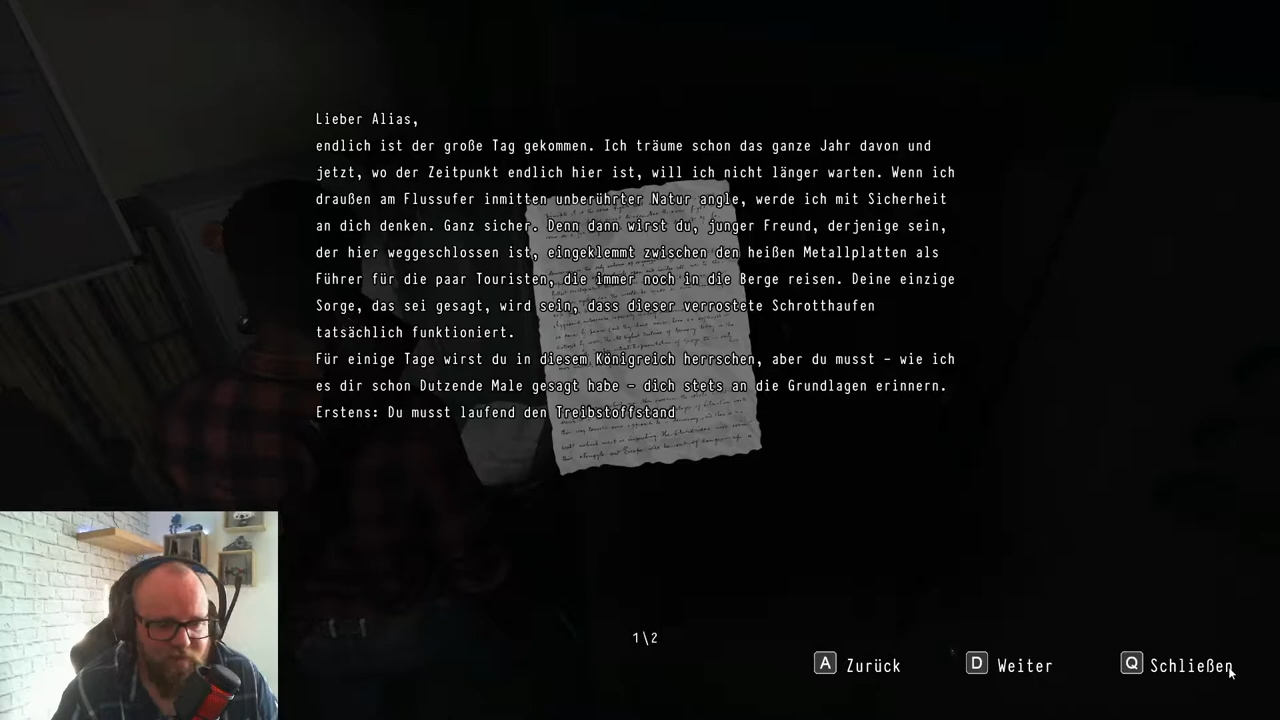 Lieber Alias,
endlich ist der große Tag gekommen. Ich träume schon das ganze Jahr davon und
jetzt, wo der Zeitpunkt endlich hier ist, will ich nicht länger warten. Wenn ich
draußen am Flussufer inmitten unberührter Natur angle, werde ich mit Sicherheit
an dich denken. Ganz sicher. Denn dann wirst du, junger Freund, derjenige sein,
der hier weggeschlossen ist, eingeklemmt zwischen den heißen Metallplatten als
Führer für die paar Touristen, die immer noch in die Berge reisen. Deine einzige
Sorge, das sei gesagt, wird sein, dass dieser verrostete Schrotthaufen
tatsächlich funktioniert.
Für einige Tage wirst du in diesem Königreich herrschen, aber du musst – wie ich
es dir schon Dutzende Male gesagt habe – dich stets an die Grundlagen erinnern.
Erstens: Du musst laufend den Treibstoffstand
1\2
A Zurück D Weiter Q Schließen